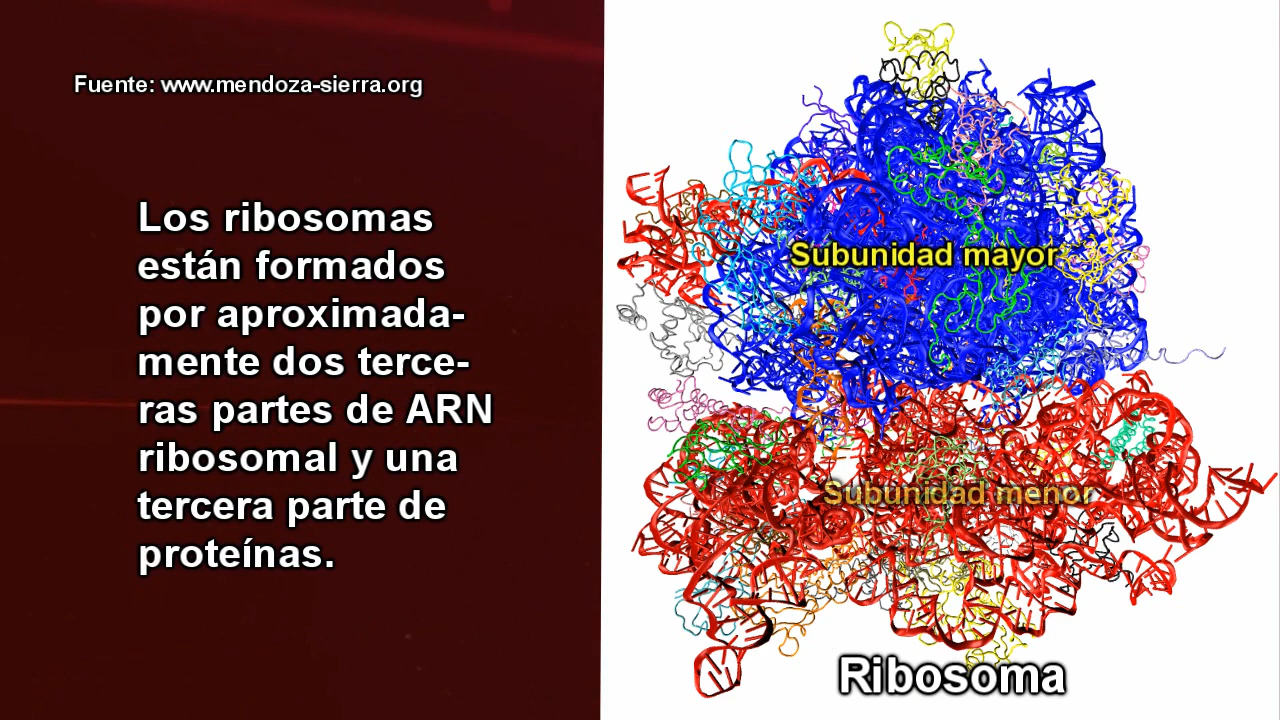 Fuente: www.mendoza-sierra.org
Los ribosomas
están formados
por aproximada-
mente dos terce-
ras partes de ARN
ribosomal y una
tercera parte de
proteínas.
Subunidad mayor
Subunidad menor
Ribosoma